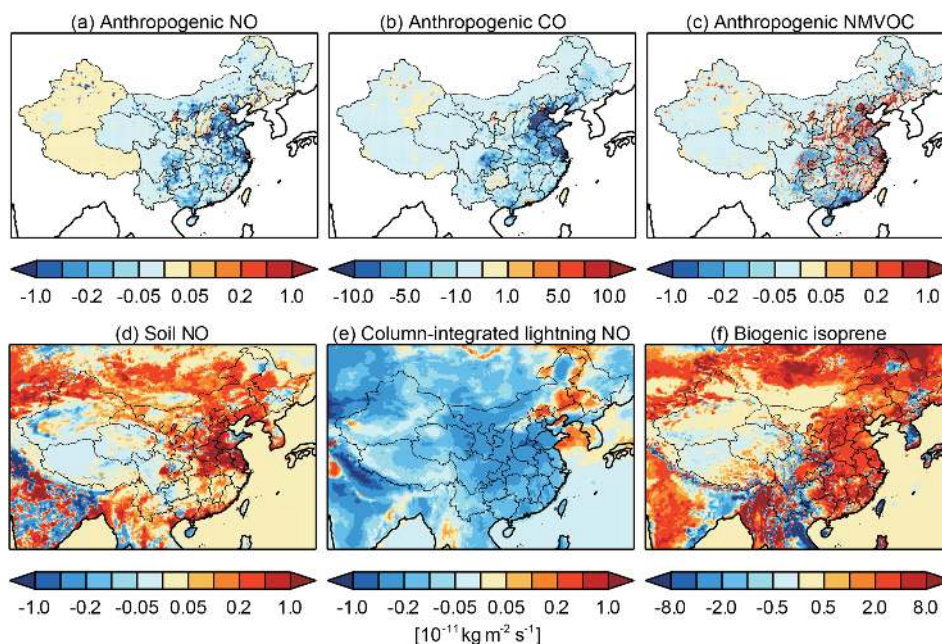 (a) Anthropogenic NO (b) Anthropogenic CO (c) Anthropogenic NMVOC
-1.0 -0.2 -0.05 0.05 0.2 1.0 -10.0 -5.0 -1.0 1.0 5.0 10.0 -1.0 -0.2 -0.05 0.05 0.2 1.0
(d) Soil NO (e) Column-integrated lightning NO (f) Biogenic isoprene
-1.0 -0.2 -0.05 0.05 0.2 1.0 -1.0 -0.2 -0.05 0.05 0.2 1.0 -8.0 -2.0 -0.5 0.5 2.0 8.0
[10⁻¹¹ kg m⁻² s⁻¹]